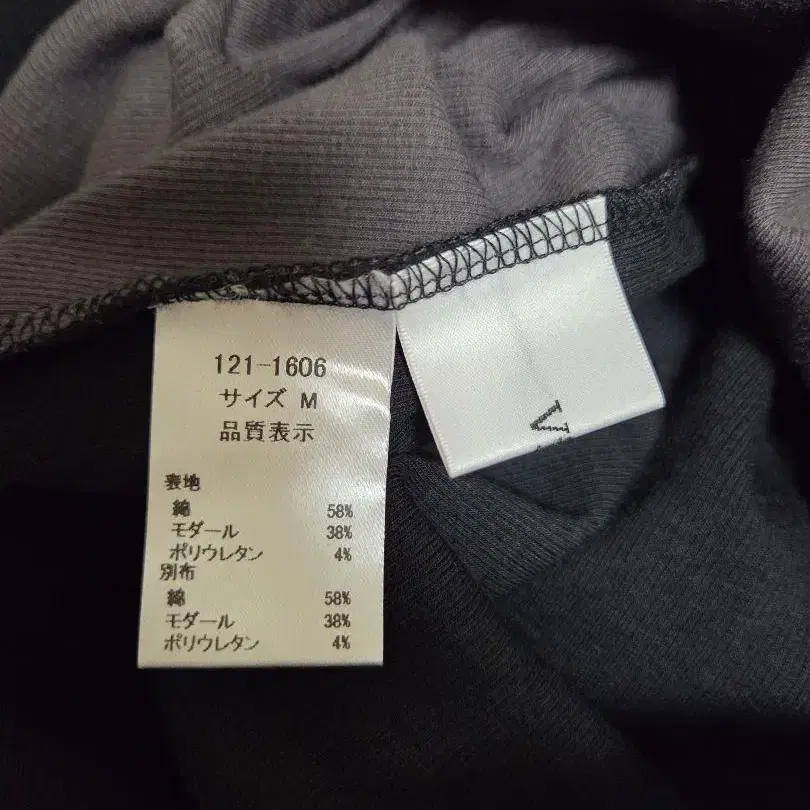 121-1606
サイズ M
品質表示
表地
綿 58%
モダール 38%
ポリウレタン 4%
別布
綿 58%
モダール 38%
ポリウレタン 4%